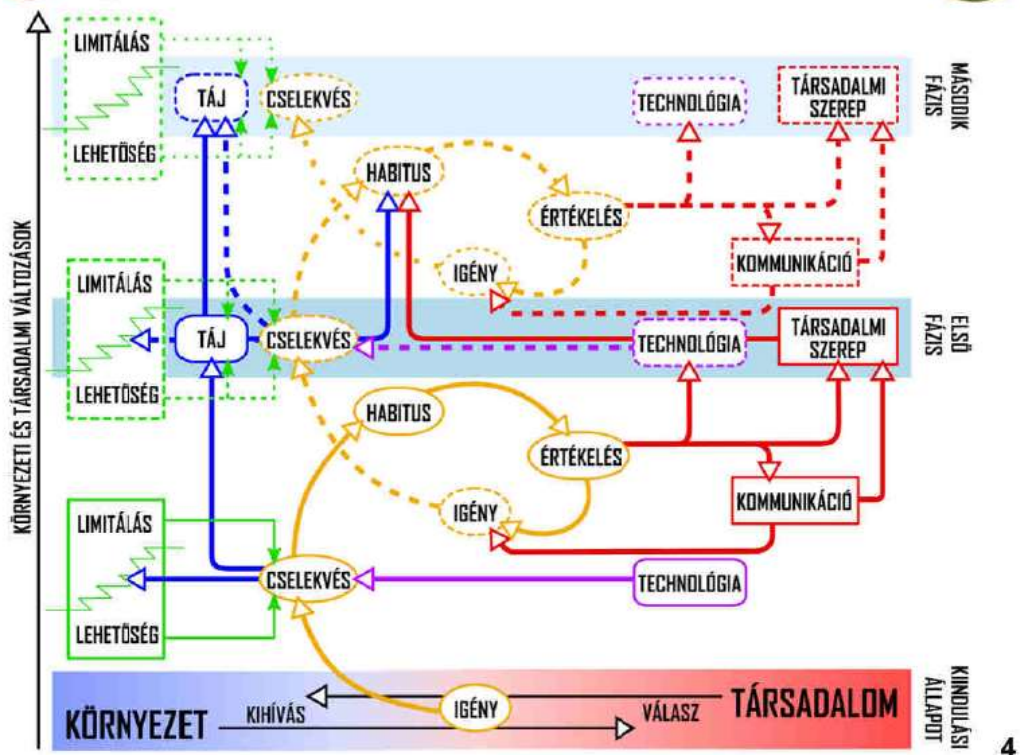 LIMITÁLÁS
TÁJ
CSELEKVÉS
LEHETŐSÉG
TECHNOLÓGIA
TÁRSADALMI
SZEREP
MÁSODIK
FÁZIS
HABITUS
ÉRTÉKELÉS
IGÉNY
KOMMUNIKÁCIÓ
LIMITÁLÁS
TÁJ
CSELEKVÉS
LEHETŐSÉG
TECHNOLÓGIA
TÁRSADALMI
SZEREP
ELSŐ
FÁZIS
HABITUS
ÉRTÉKELÉS
IGÉNY
KOMMUNIKÁCIÓ
LIMITÁLÁS
CSELEKVÉS
LEHETŐSÉG
TECHNOLÓGIA
KÖRNYEZETI ÉS TÁRSADALMI VÁLTOZÁSOK
KÖRNYEZET
KIHÍVÁS
IGÉNY
VÁLASZ
TÁRSADALOM
KIINDULÁSI
ÁLLAPOT
4